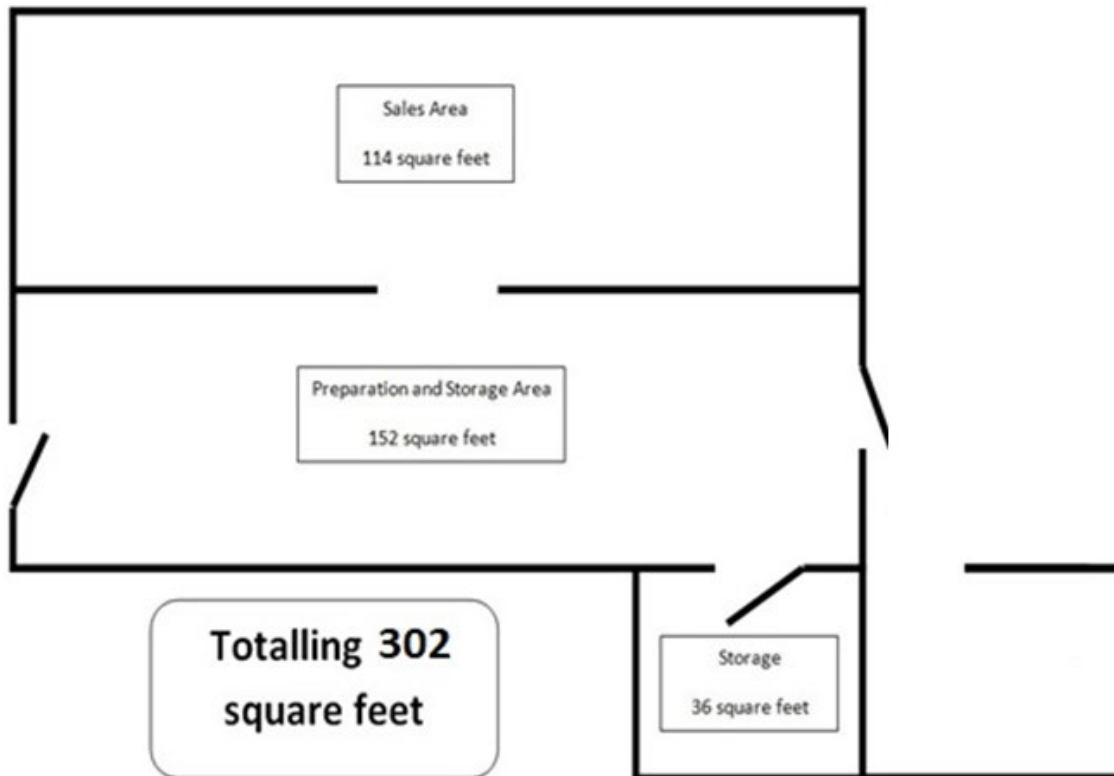 Sales Area
114 square feet
Preparation and Storage Area
152 square feet
Totalling 302
square feet
Storage
36 square feet